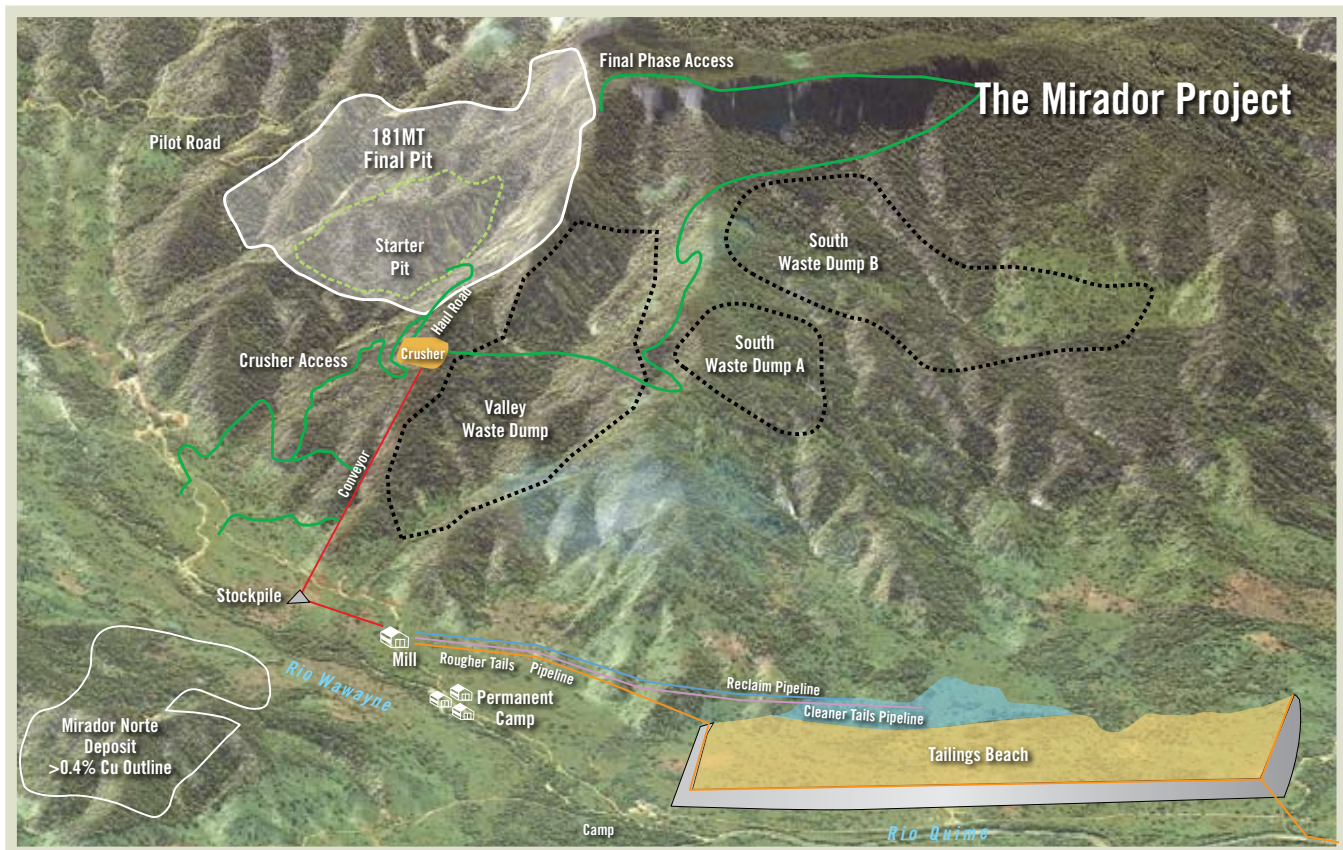 Final Phase Access
The Mirador Project
Pilot Road
181MT
Final Pit
Starter
Pit
South
Waste Dump B
Haul Road
Crusher Access
Crusher
South
Waste Dump A
Valley
Waste Dump
Conveyor
Stockpile
Mill
Rougher Tails Pipeline
Rio Wawayne
Permanent
Camp
Reclaim Pipeline
Cleaner Tails Pipeline
Mirador Norte
Deposit
>0.4% Cu Outline
Tailings Beach
Camp
Rio Quime